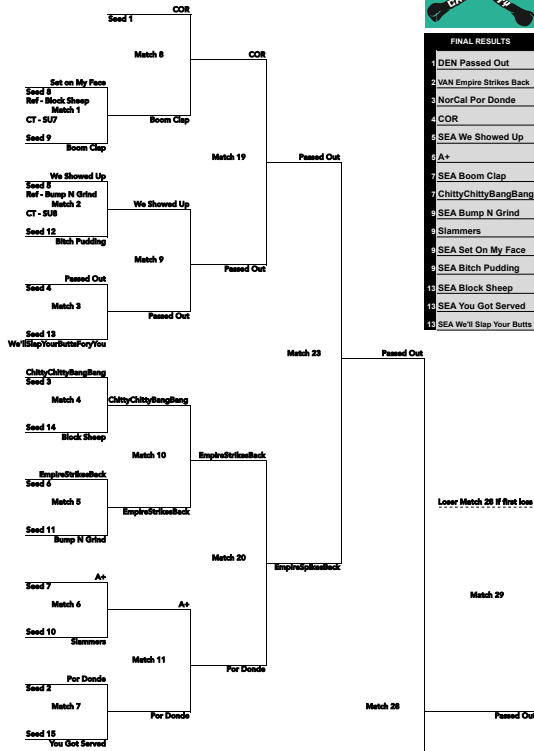 COR
Seed 1
Match 8
COR
Set on My Face
Seed 8
Ref - Block Sheep
Match 1
CT - SU7
Boom Clap
Seed 9
Boom Clap
Match 19
Passed Out
We Showed Up
Seed 5
Ref - Bump N Grind
Match 2
We Showed Up
CT - SU8
Seed 12
Bitch Pudding
Match 9
Passed Out
Passed Out
Seed 4
Match 3
Passed Out
Seed 13
We'llSlapYourButtsForyYou
Match 23
Passed Out
ChittyChittyBangBang
Seed 3
Match 4
ChittyChittyBangBang
Seed 14
Block Sheep
Match 10
EmpireStrikesBack
EmpireStrikesBack
Seed 6
Match 5
EmpireStrikesBack
Seed 11
Bump N Grind
Loser Match 28 If first loss
Match 20
EmpireSpikesBack
A+
Seed 7
Match 6
A+
Seed 10
Slammers
Match 29
Match 11
Por Donde
Por Donde
Seed 2
Match 7
Por Donde
Seed 15
You Got Served
Match 28
Passed Out
FINAL RESULTS
1 DEN Passed Out
2 VAN Empire Strikes Back
3 NorCal Por Donde
4 COR
5 SEA We Showed Up
5 A+
7 SEA Boom Clap
7 ChittyChittyBangBang
9 SEA Bump N Grind
9 Slammers
9 SEA Set On My Face
9 SEA Bitch Pudding
13 SEA Block Sheep
13 SEA You Got Served
13 SEA We'll Slap Your Butts